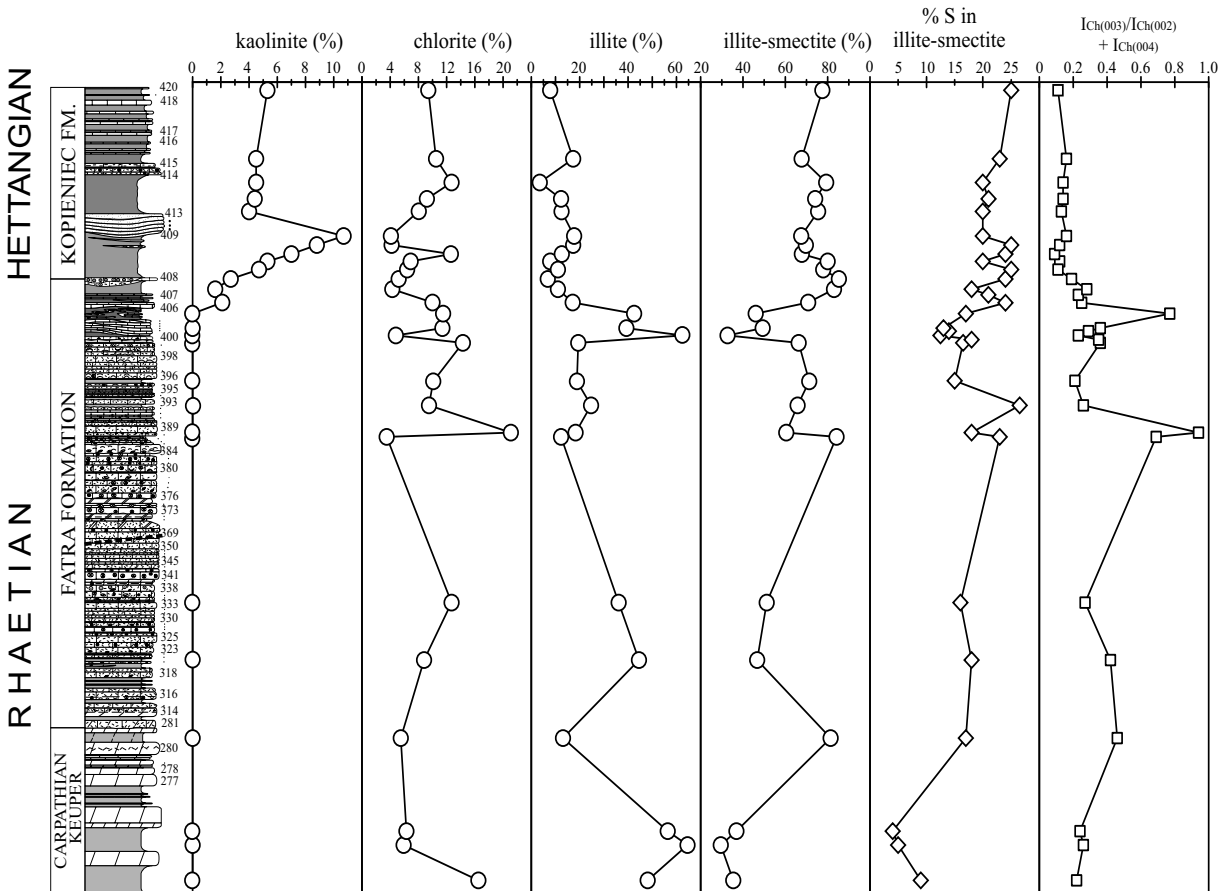 kaolinite (%)
chlorite (%)
illite (%)
illite-smectite (%)
% S in
illite-smectite
ICh(003)/ICh(002)
+ ICh(004)
0 2 4 6 8 10
0 4 8 12 16
0 20 40 60
20 40 60 80
0 5 10 15 20 25
0 0.2 0.4 0.6 0.8 1.0
HETTANGIAN
RHAETIAN
KOPIENIEC FM.
FATRA FORMATION
CARPATHIAN
KEUPER
420
418
417
416
415
414
413
409
408
407
406
400
398
396
395
393
389
384
380
376
373
369
350
345
341
338
333
330
325
323
318
316
314
281
280
278
277